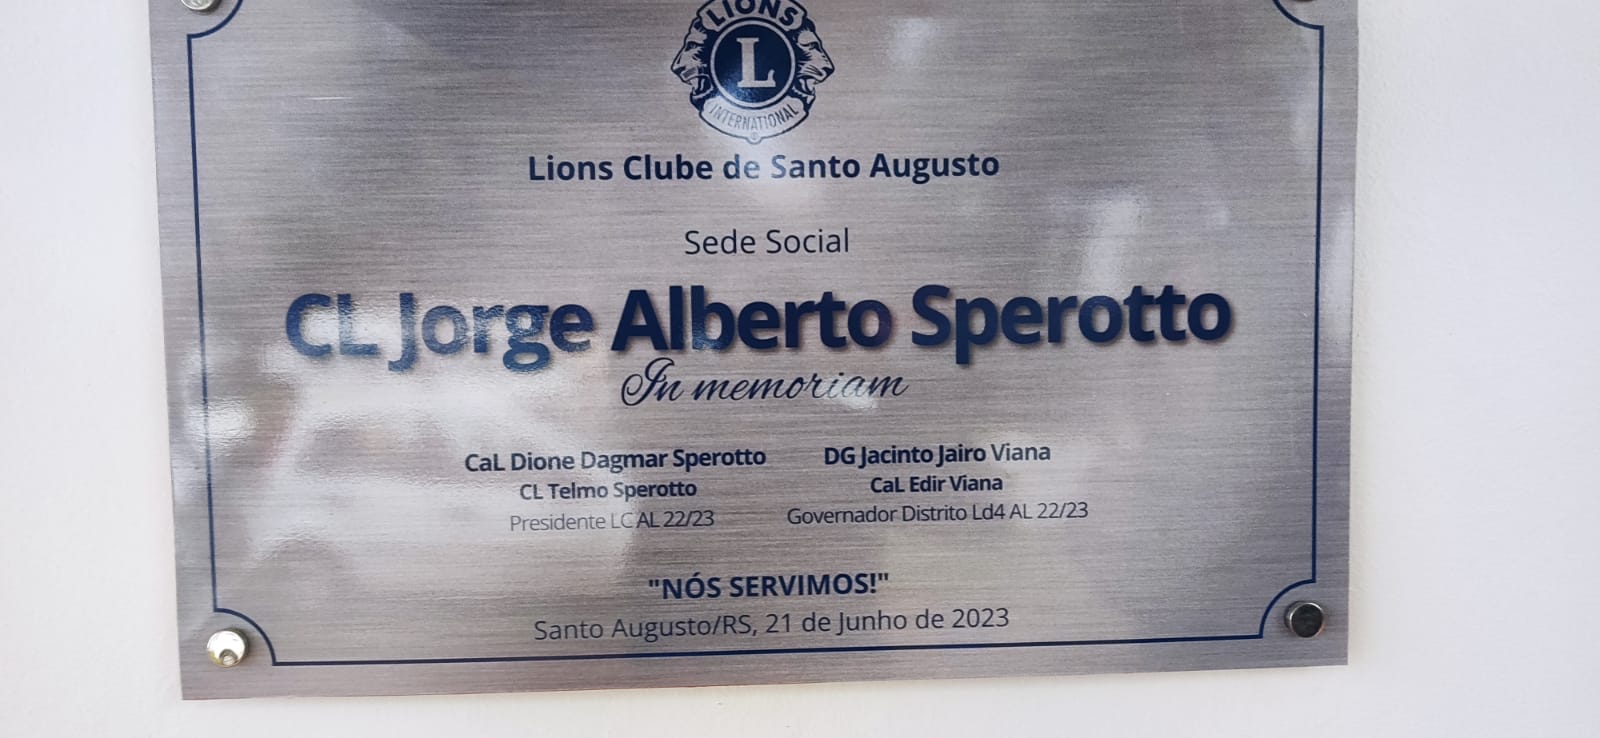 LIONS
L
INTERNATIONAL
®
Lions Clube de Santo Augusto
Sede Social
CL Jorge Alberto Sperotto
In memoriam
CaL Dione Dagmar Sperotto
CL Telmo Sperotto
Presidente LC AL 22/23
DG Jacinto Jairo Viana
CaL Edir Viana
Governador Distrito Ld4 AL 22/23
"NÓS SERVIMOS!"
Santo Augusto/RS, 21 de Junho de 2023